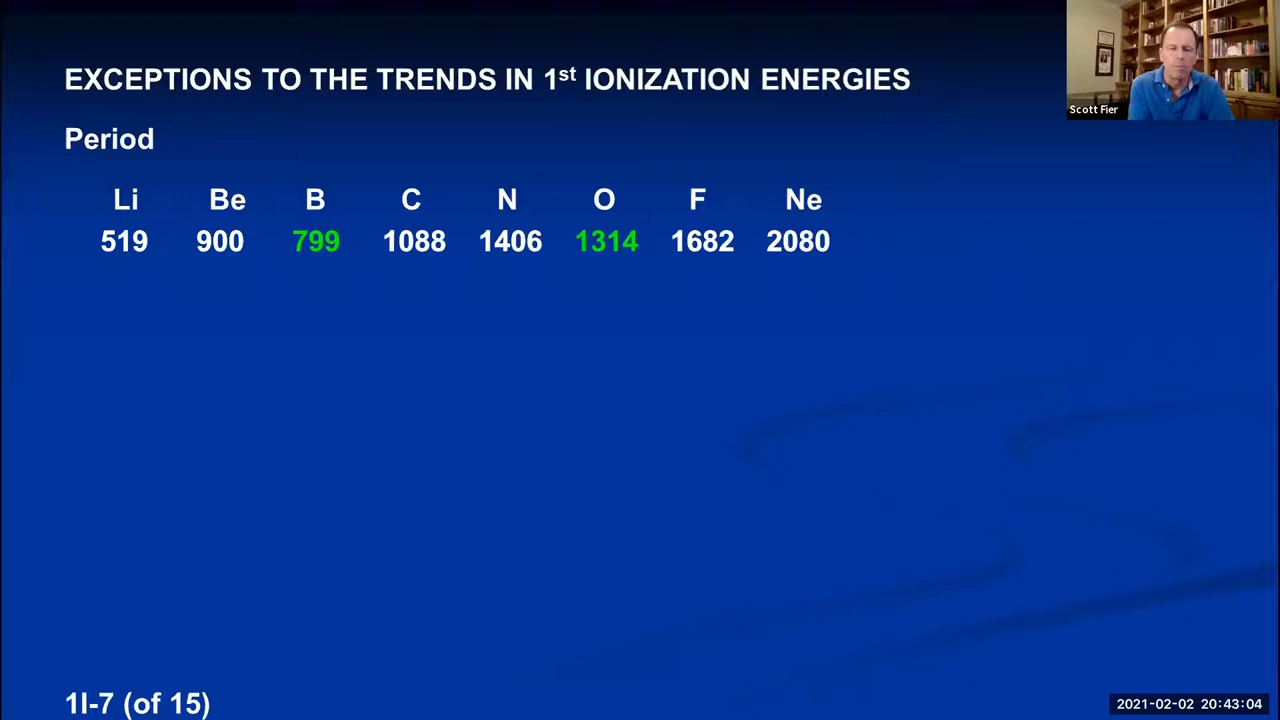 EXCEPTIONS TO THE TRENDS IN 1st IONIZATION ENERGIES
Scott Fier
Period
Li Be B C N O F Ne
519 900 799 1088 1406 1314 1682 2080
1I-7 (of 15)
2021-02-02 20:43:04